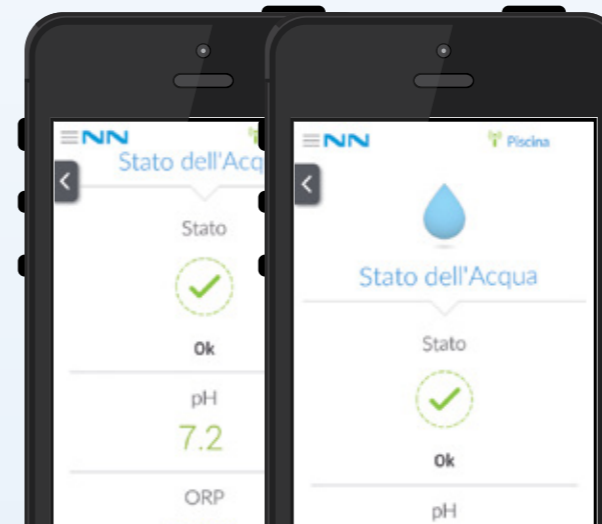 NN
Stato dell'Acq
Stato
Ok
pH
7.2
ORP
NN
Piscina
Stato dell'Acqua
Stato
Ok
pH